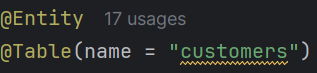 @Entity 17 usages
@Table(name = "customers")